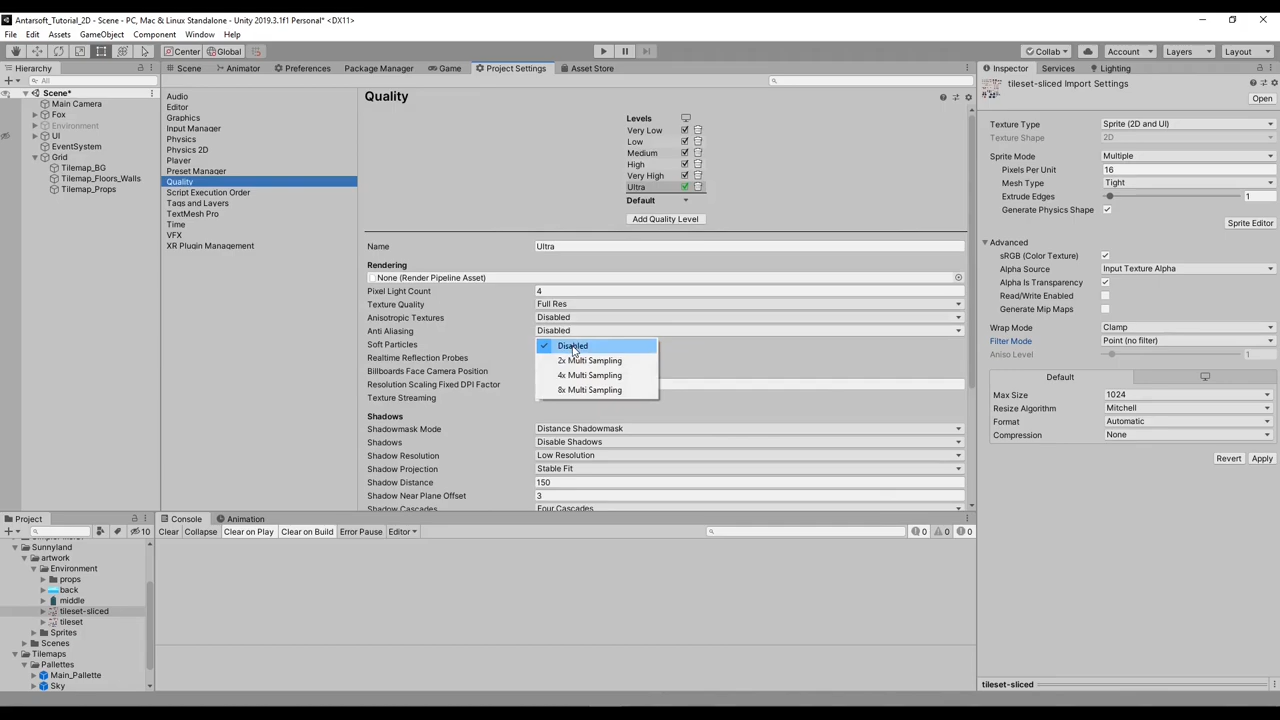 Antarsoft_Tutorial_2D - Scene - PC, Mac & Linux Standalone - Unity 2019.3.1f1 Personal* <DX11>
File Edit Assets GameObject Component Window Help
Center Global Collab Account Layers Layout
Hierarchy Scene Animator Preferences Package Manager Game Project Settings Asset Store Inspector Services Lighting
All
Scene*
Main Camera
Fox
Environment
UI
EventSystem
Grid
Tilemap_BG
Tilemap_Floors_Walls
Tilemap_Props
Audio
Editor
Graphics
Input Manager
Physics
Physics 2D
Player
Preset Manager
Quality
Script Execution Order
Tags and Layers
TextMesh Pro
Time
VFX
XR Plugin Management
Quality
Levels
Very Low
Low
Medium
High
Very High
Ultra
Default
Add Quality Level
Name Ultra
Rendering
None (Render Pipeline Asset)
Pixel Light Count 4
Texture Quality Full Res
Anisotropic Textures Disabled
Anti Aliasing Disabled
Soft Particles
Realtime Reflection Probes
Billboards Face Camera Position
Resolution Scaling Fixed DPI Factor
Texture Streaming
Disabled
2x Multi Sampling
4x Multi Sampling
8x Multi Sampling
Shadows
Shadowmask Mode Distance Shadowmask
Shadows Disable Shadows
Shadow Resolution Low Resolution
Shadow Projection Stable Fit
Shadow Distance 150
Shadow Near Plane Offset 3
Shadow Cascades Four Cascades
tileset-sliced Import Settings
Open
Texture Type Sprite (2D and UI)
Texture Shape 2D
Sprite Mode Multiple
Pixels Per Unit 16
Mesh Type Tight
Extrude Edges 1
Generate Physics Shape
Sprite Editor
Advanced
sRGB (Color Texture)
Alpha Source Input Texture Alpha
Alpha Is Transparency
Read/Write Enabled
Generate Mip Maps
Wrap Mode Clamp
Filter Mode Point (no filter)
Aniso Level 1
Default
Max Size 1024
Resize Algorithm Mitchell
Format Automatic
Compression None
Revert Apply
Project
10
Sunnyland
artwork
Environment
props
back
middle
tileset-sliced
tileset
Sprites
Scenes
Tilemaps
Pallettes
Main_Pallette
Sky
Console Animation
Clear Collapse Clear on Play Clear on Build Error Pause Editor 0 0 0
tileset-sliced